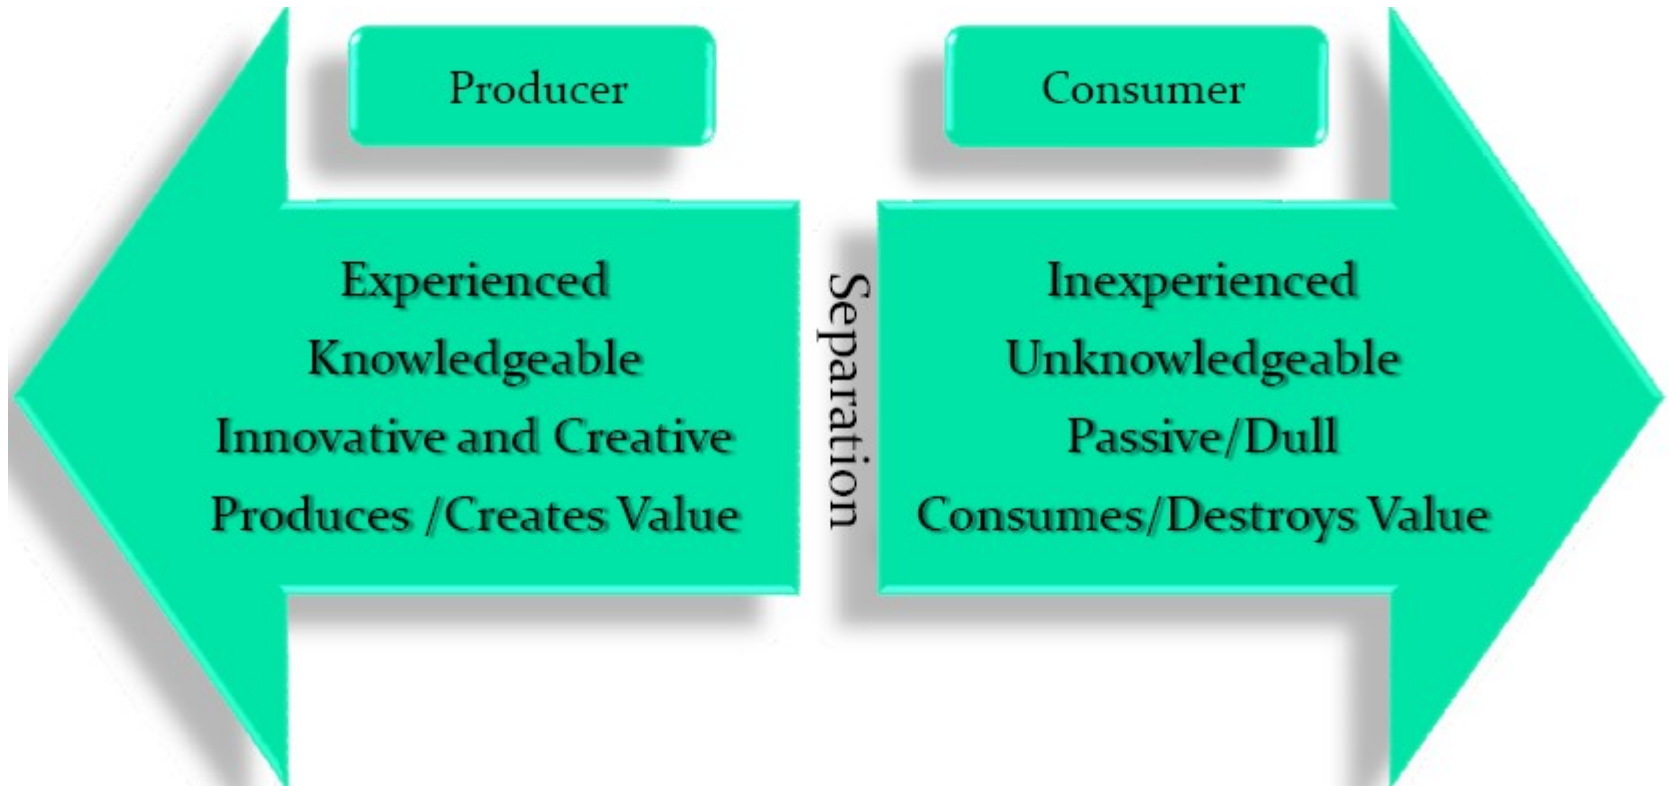 Producer
Experienced
Knowledgeable
Innovative and Creative
Produces /Creates Value
Separation
Consumer
Inexperienced
Unknowledgeable
Passive/Dull
Consumes/Destroys Value